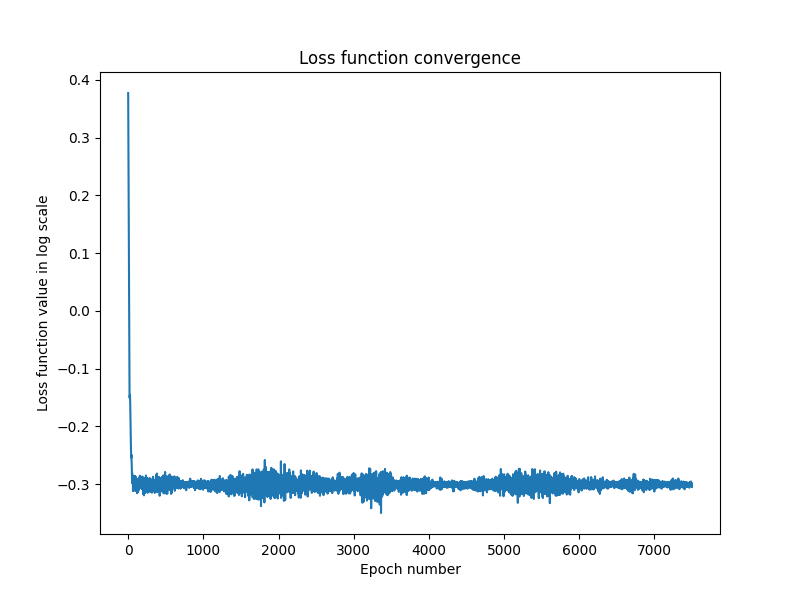 Loss function convergence
0.4
0.3
0.2
0.1
0.0
−0.1
−0.2
−0.3
Loss function value in log scale
0 1000 2000 3000 4000 5000 6000 7000
Epoch number